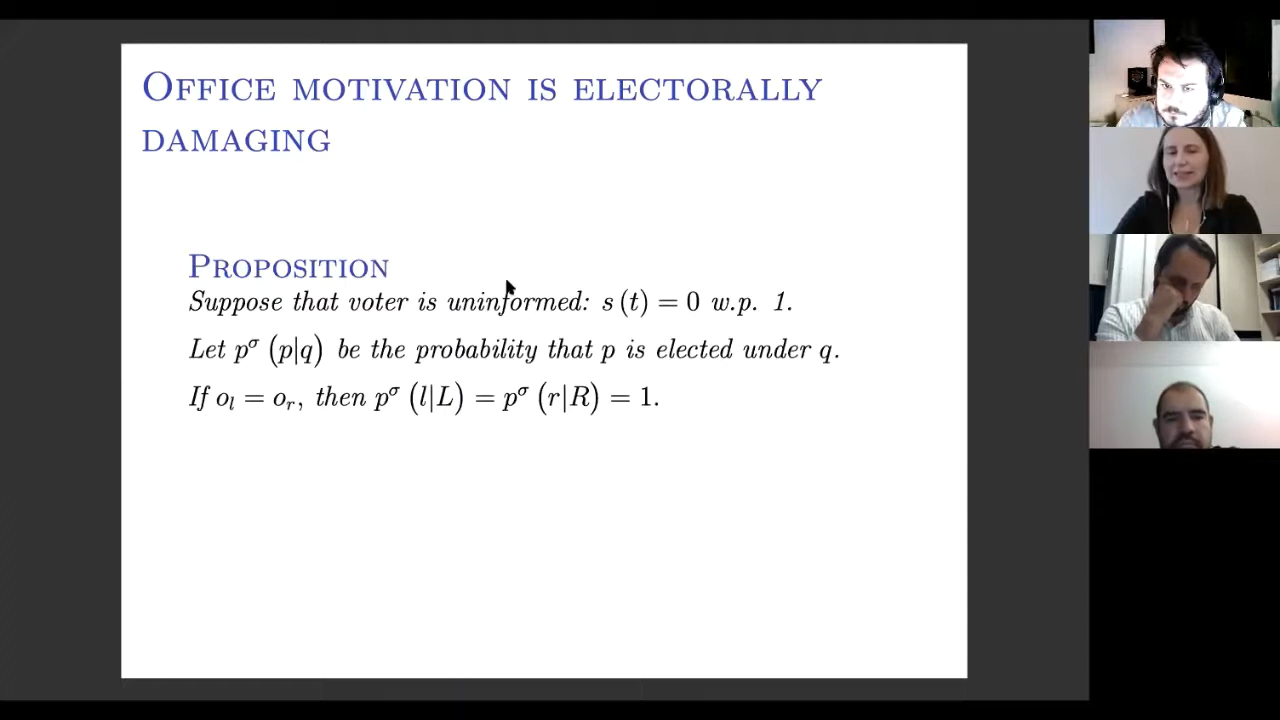 OFFICE MOTIVATION IS ELECTORALLY
DAMAGING
PROPOSITION
Suppose that voter is uninformed: s (t) = 0 w.p. 1.
Let p^σ (p|q) be the probability that p is elected under q.
If o_l = o_r, then p^σ (l|L) = p^σ (r|R) = 1.